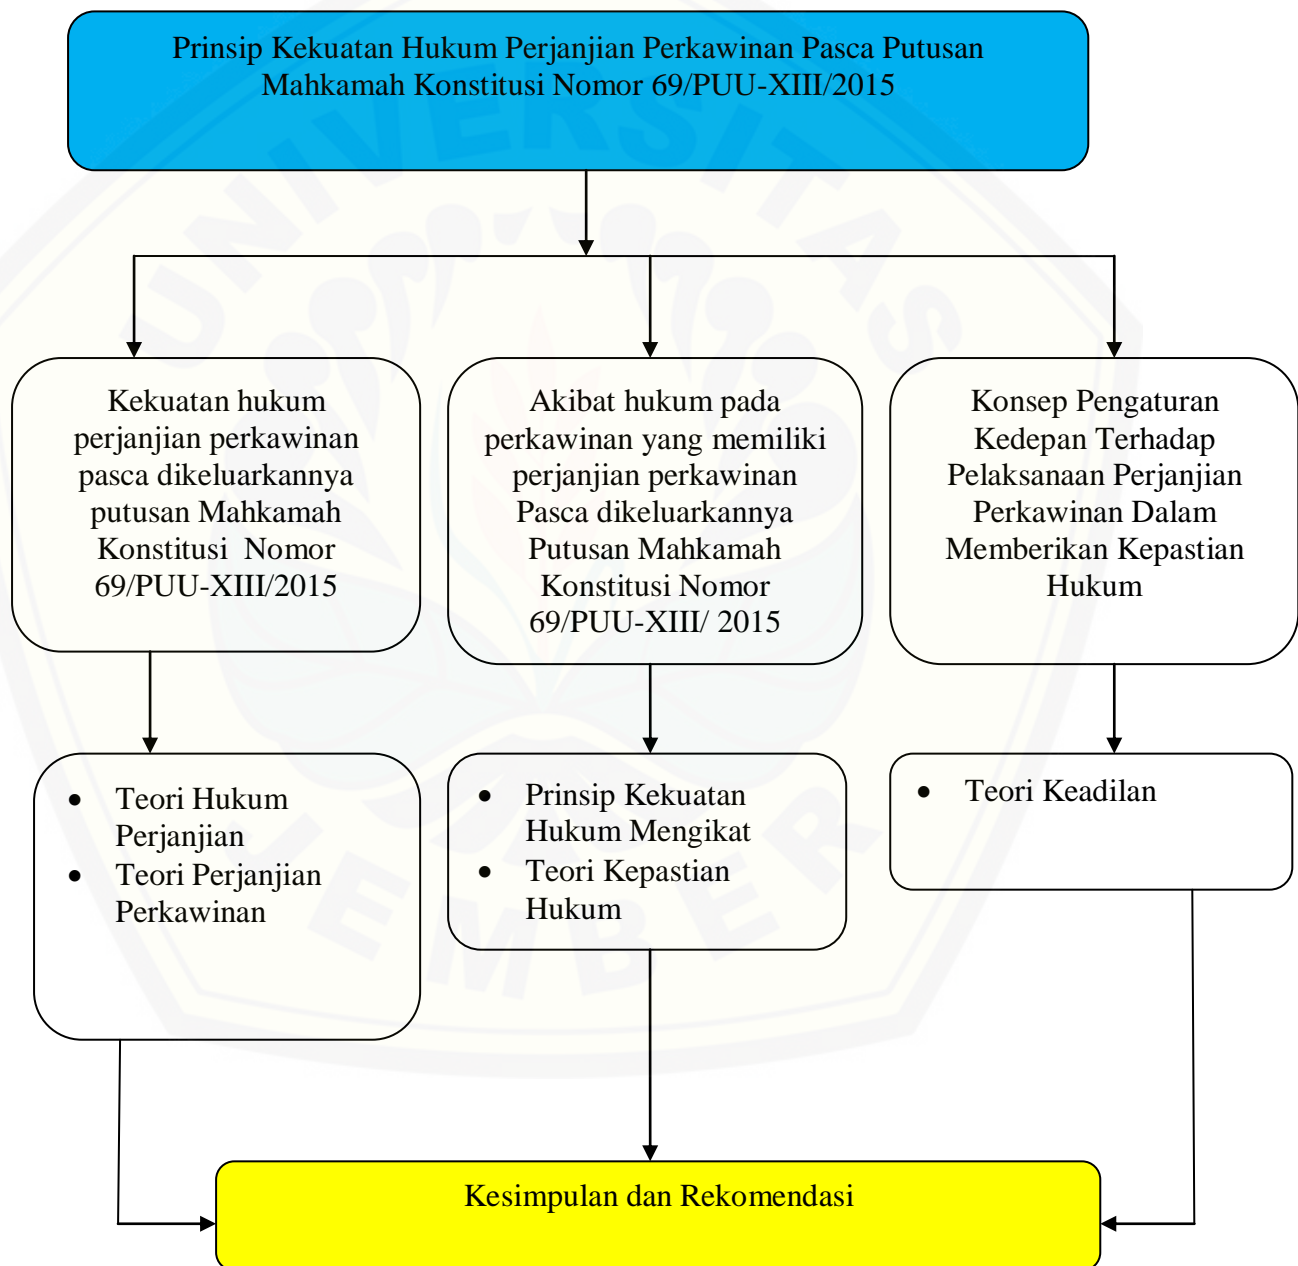 Prinsip Kekuatan Hukum Perjanjian Perkawinan Pasca Putusan
Mahkamah Konstitusi Nomor 69/PUU-XIII/2015
Kekuatan hukum
perjanjian perkawinan
pasca dikeluarkannya
putusan Mahkamah
Konstitusi  Nomor
69/PUU-XIII/2015
Akibat hukum pada
perkawinan yang memiliki
perjanjian perkawinan
Pasca dikeluarkannya
Putusan Mahkamah
Konstitusi Nomor
69/PUU-XIII/ 2015
Konsep Pengaturan
Kedepan Terhadap
Pelaksanaan Perjanjian
Perkawinan Dalam
Memberikan Kepastian
Hukum
• Teori Hukum
Perjanjian
• Teori Perjanjian
Perkawinan
• Prinsip Kekuatan
Hukum Mengikat
• Teori Kepastian
Hukum
• Teori Keadilan
Kesimpulan dan Rekomendasi
UNIVERSITAS
JEMBER